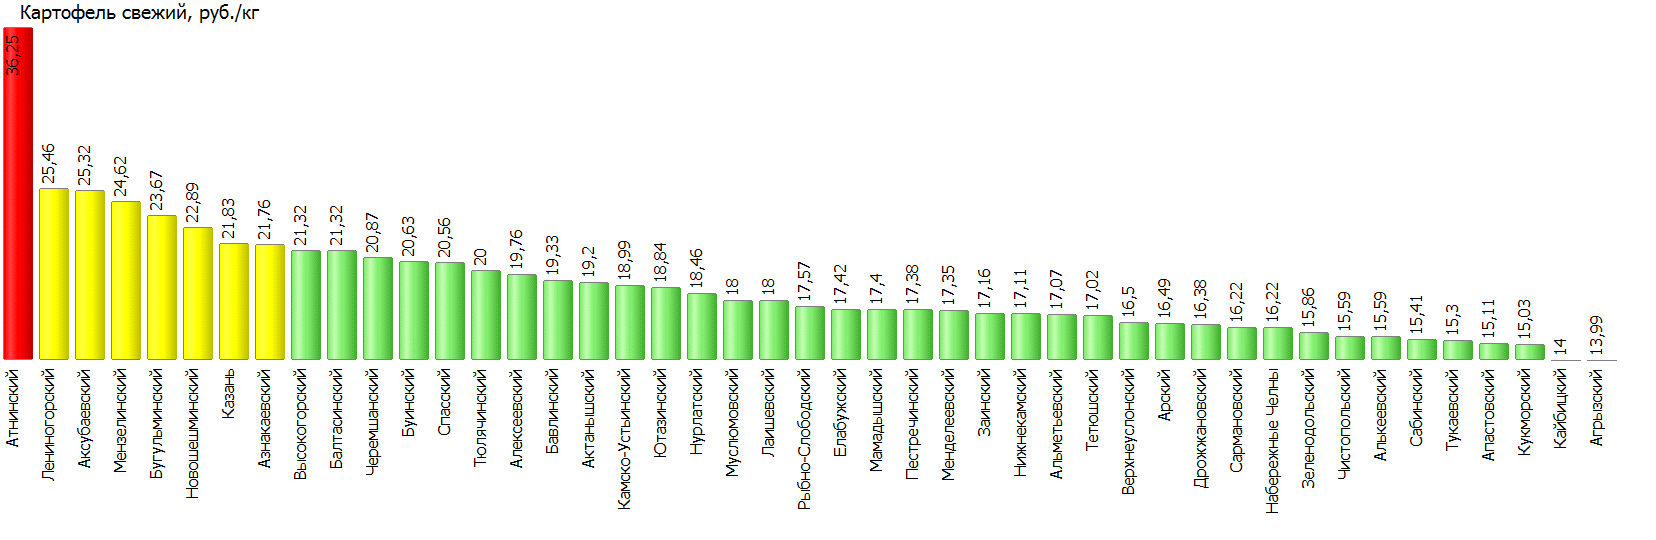 Картофель свежий, руб./кг
36,25
25,46
25,32
24,62
23,67
22,89
21,83
21,76
21,32
21,32
20,87
20,63
20,56
20
19,76
19,33
19,2
18,99
18,84
18,46
18
18
17,57
17,42
17,4
17,38
17,35
17,16
17,11
17,07
17,02
16,5
16,49
16,38
16,22
16,22
15,86
15,59
15,59
15,41
15,3
15,11
15,03
14
13,99
Атнинский
Лениногорский
Аксубаевский
Мензелинский
Бугульминский
Новошешминский
Казань
Азнакаевский
Высокогорский
Балтасинский
Черемшанский
Буинский
Спасский
Тюлячинский
Алексеевский
Бавлинский
Актанышский
Камско-Устьинский
Ютазинский
Нурлатский
Муслюмовский
Лаишевский
Рыбно-Слободский
Елабужский
Мамадышский
Пестречинский
Менделеевский
Заинский
Нижнекамский
Альметьевский
Тетюшский
Верхнеуслонский
Арский
Дрожжановский
Сармановский
Набережные Челны
Зеленодольский
Чистопольский
Алькеевский
Сабинский
Тукаевский
Апастовский
Кукморский
Кайбицкий
Агрызский